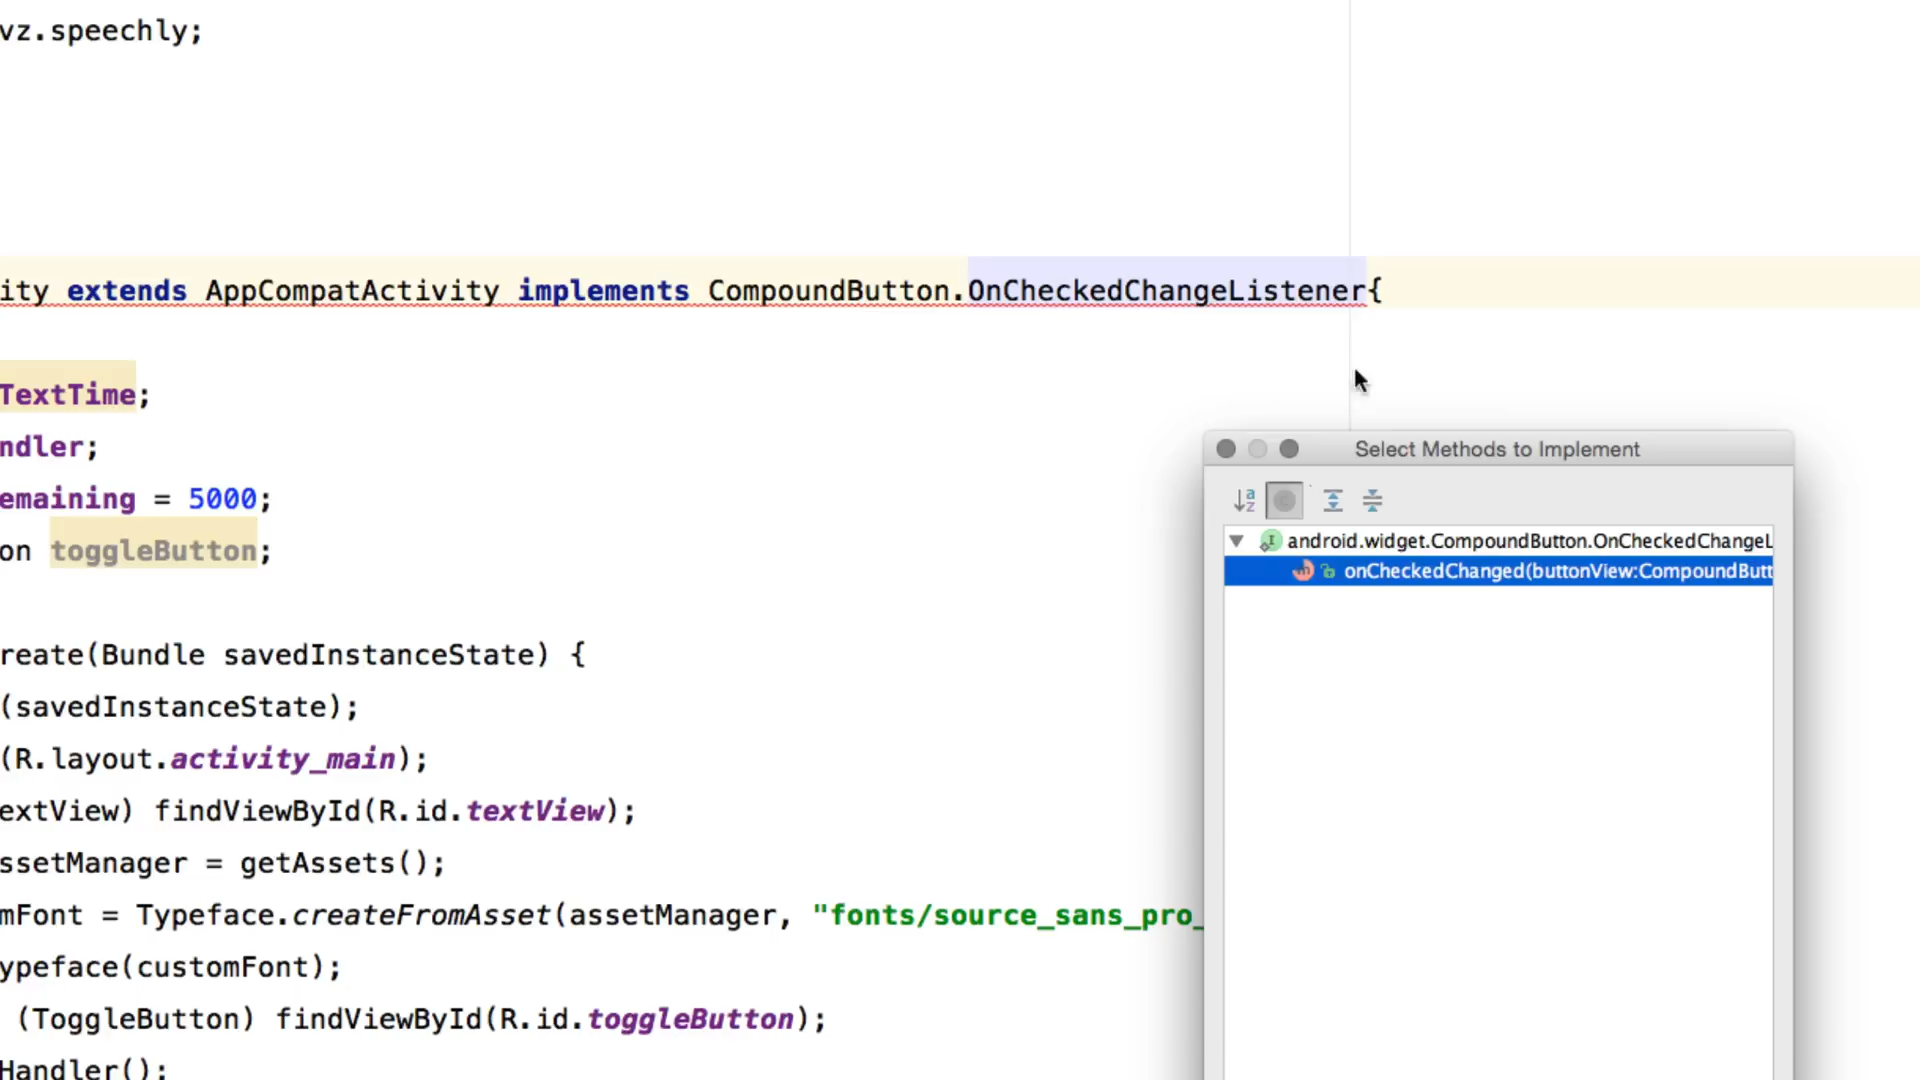 vz.speechly;
ity extends AppCompatActivity implements CompoundButton.OnCheckedChangeListener{
TextTime;
ndler;
emaining = 5000;
on toggleButton;
reate(Bundle savedInstanceState) {
(savedInstanceState);
(R.layout.activity_main);
extView) findViewById(R.id.textView);
ssetManager = getAssets();
mFont = Typeface.createFromAsset(assetManager, "fonts/source_sans_pro_
ypeface(customFont);
(ToggleButton) findViewById(R.id.toggleButton);
Handler();
Select Methods to Implement
android.widget.CompoundButton.OnCheckedChangeL
onCheckedChanged(buttonView:CompoundButt